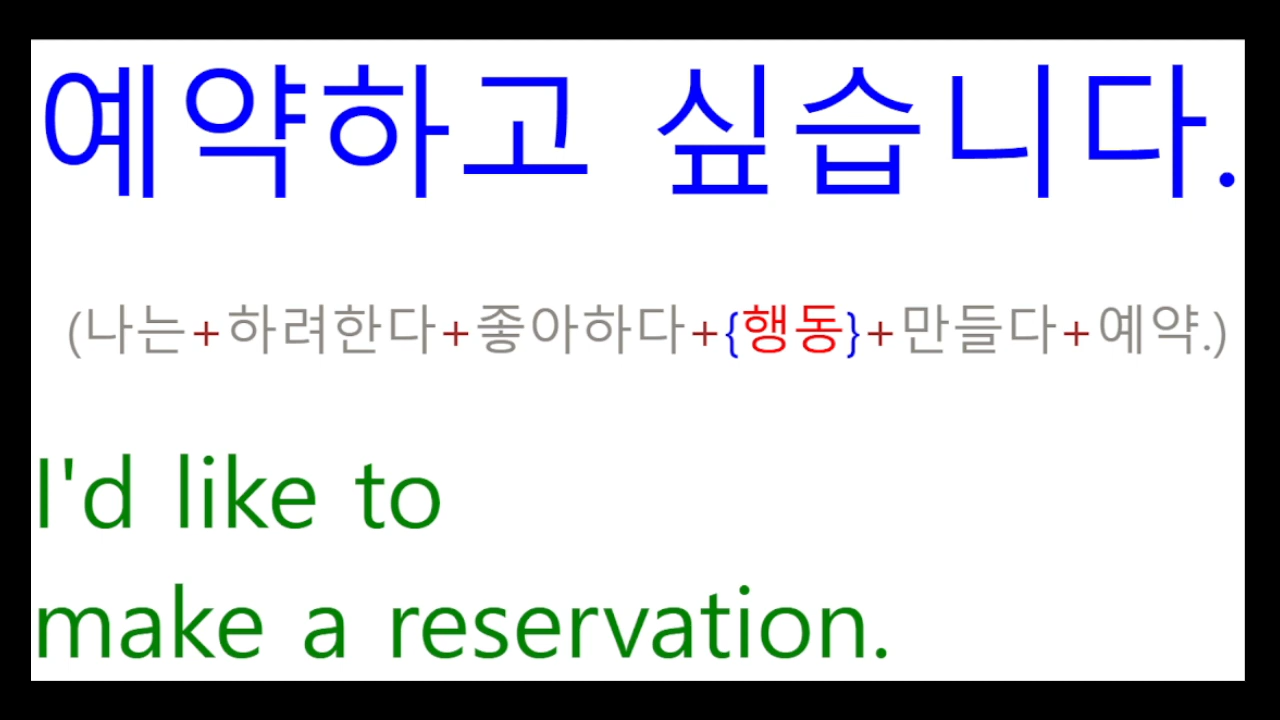 예약하고 싶습니다.
(나는+하려한다+좋아하다+{행동}+만들다+예약.)
I'd like to
make a reservation.